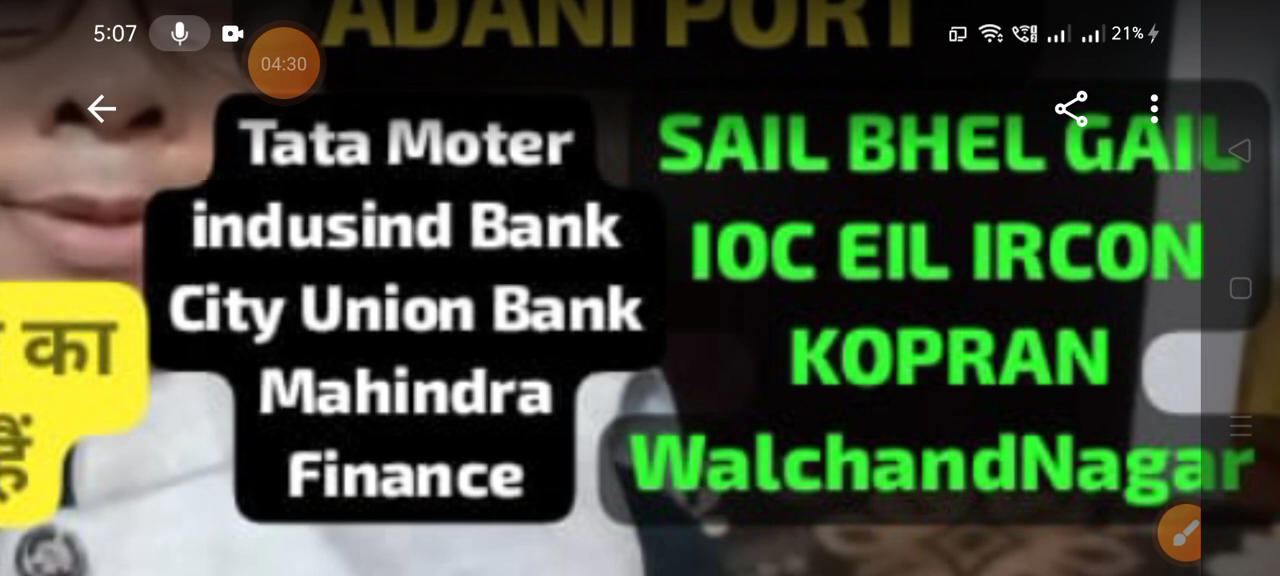 5:07
04:30
21%
ADANI PORT
Tata Moter
indusind Bank
City Union Bank
Mahindra
Finance
SAIL BHEL GAIL
IOC EIL IRCON
KOPRAN
WalchandNagar
का